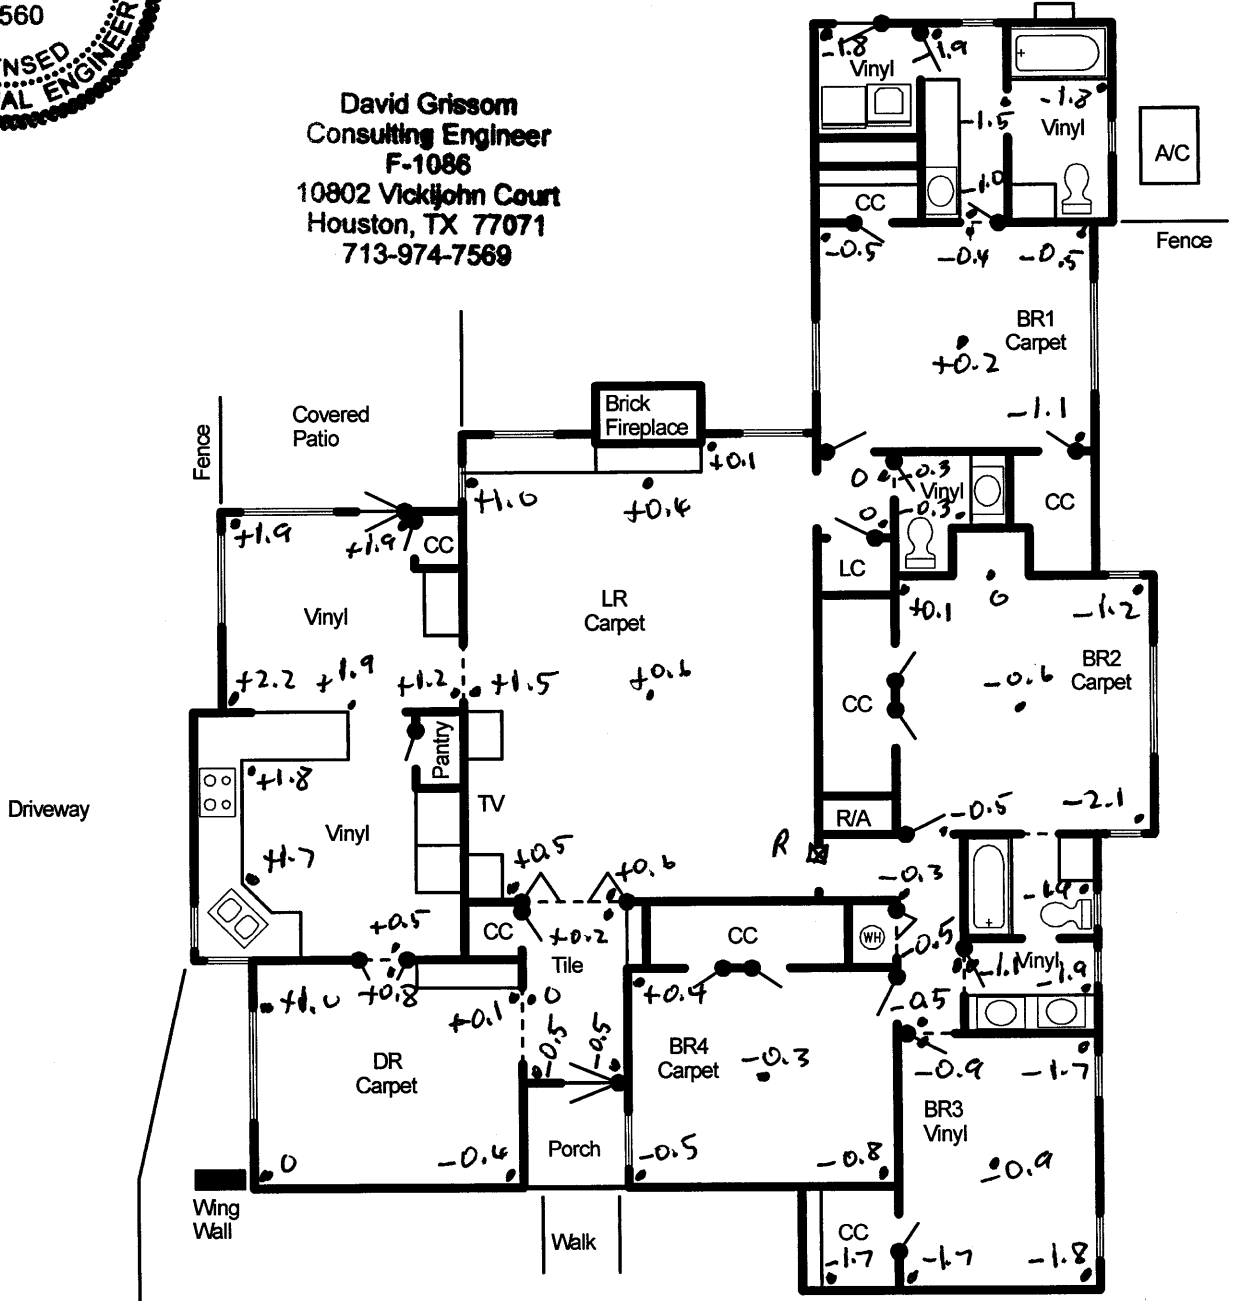 560
NSED
AL ENGINEER
David Grissom
Consulting Engineer
F-1086
10802 Vickijohn Court
Houston, TX 77071
713-974-7569
-1.8
-1.9
Vinyl
-1.8
Vinyl
-1.5
A/C
-1.0
CC
-0.5
-0.4
-0.5
Fence
BR1
Carpet
+0.2
-1.1
Fence
Covered
Patio
Brick
Fireplace
+0.1
+1.0
+0.4
0
-0.3
Vinyl
-0.3
0
CC
+1.9
+1.9
CC
LC
Vinyl
LR
Carpet
+0.1
0
-1.2
+2.2
+1.9
+1.2
+1.5
+0.6
CC
-0.6
BR2
Carpet
Pantry
+1.8
TV
Driveway
Vinyl
R/A
-0.5
-2.1
R
+1.7
+0.5
+0.6
-0.3
-1.9
+0.5
CC
+0.2
Tile
CC
WH
-0.5
-1.1
Vinyl
-1.9
+1.0
+0.8
+0.1
0
+0.4
-0.5
-0.5
-0.5
DR
Carpet
BR4
Carpet
-0.3
-0.9
-1.7
BR3
Vinyl
0
-0.4
Porch
-0.5
-0.8
-0.9
Wing
Wall
Walk
CC
-1.7
-1.7
-1.8